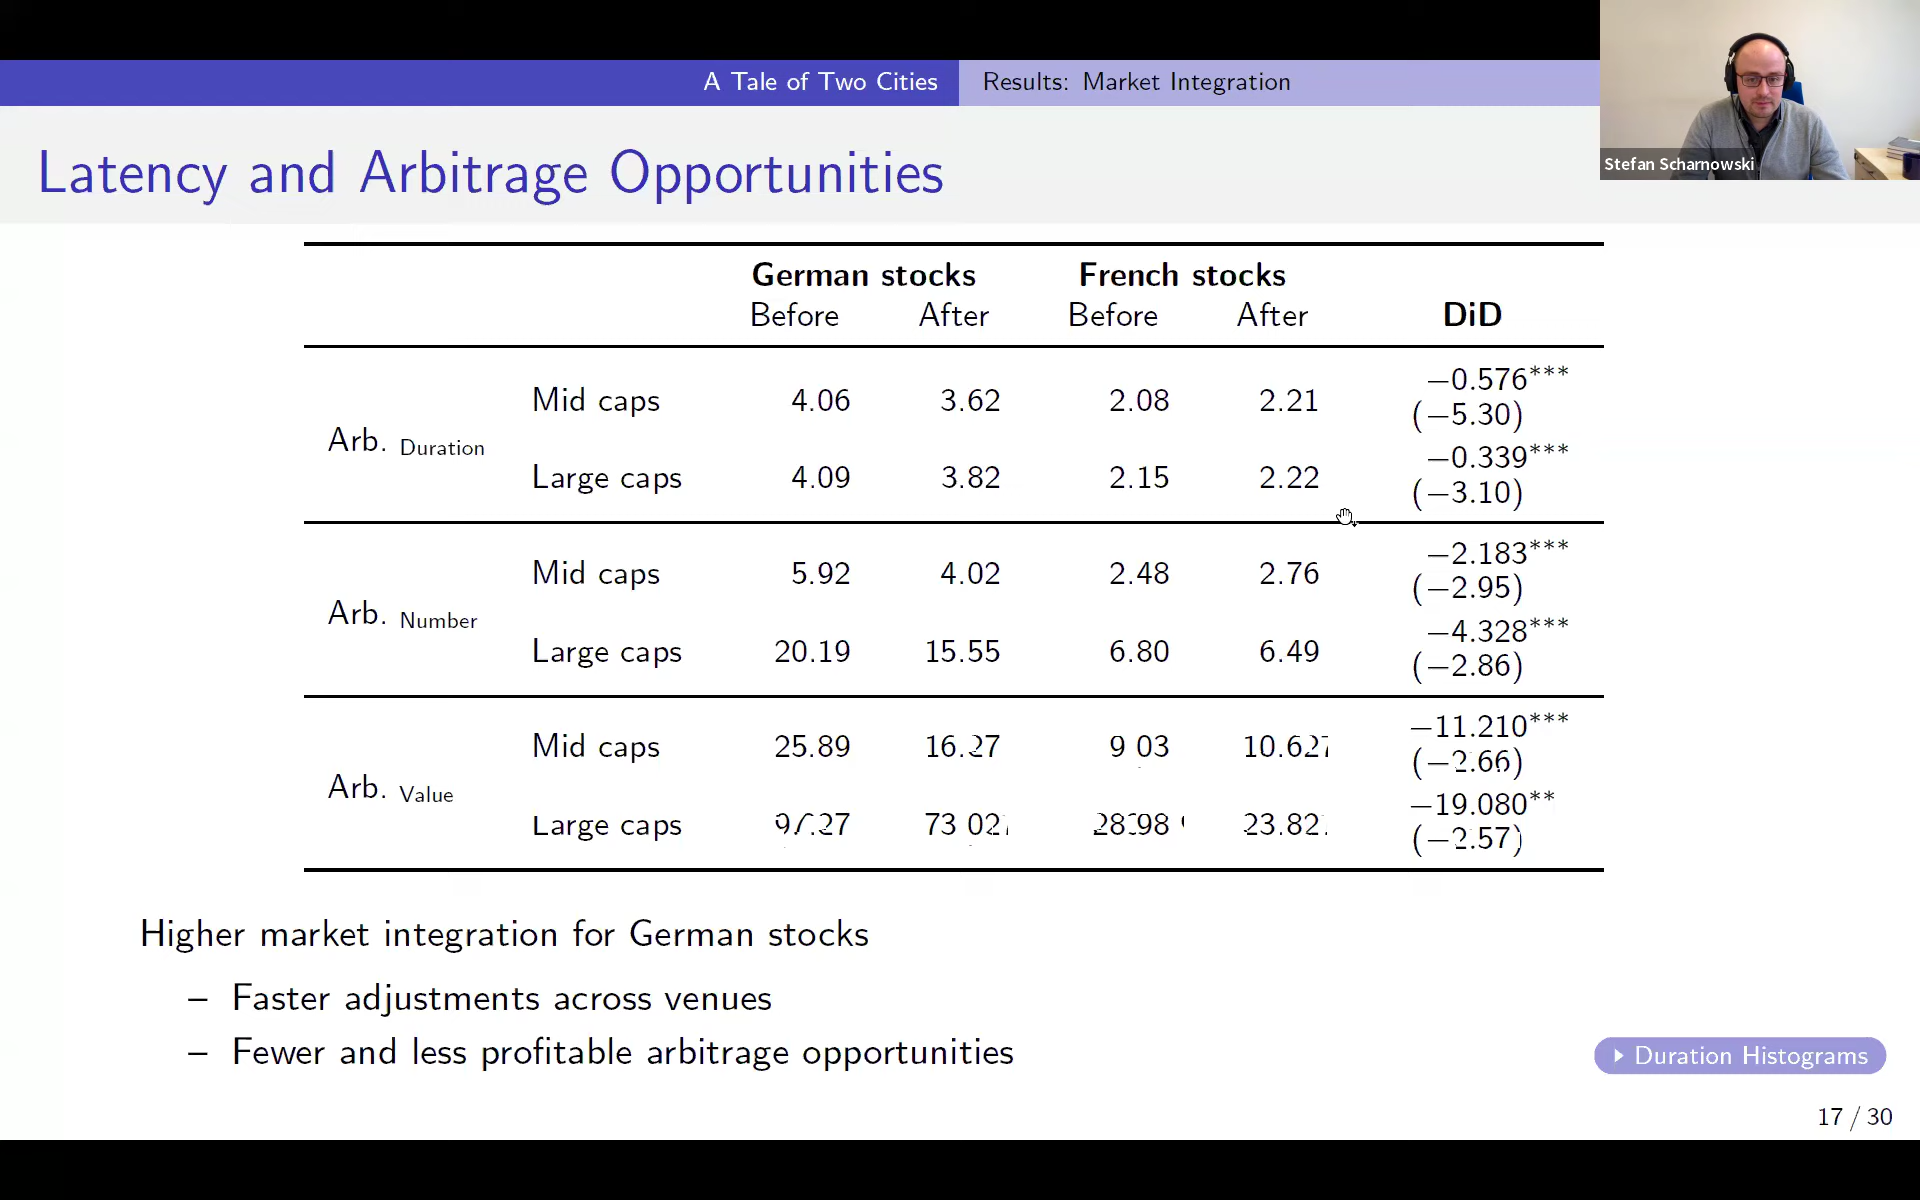 A Tale of Two Cities Results: Market Integration
Stefan Scharnowski
Latency and Arbitrage Opportunities
German stocks French stocks
Before After Before After DiD
Arb. Duration
Mid caps 4.06 3.62 2.08 2.21 −0.576***
(−5.30)
Large caps 4.09 3.82 2.15 2.22 −0.339***
(−3.10)
Arb. Number
Mid caps 5.92 4.02 2.48 2.76 −2.183***
(−2.95)
Large caps 20.19 15.55 6.80 6.49 −4.328***
(−2.86)
Arb. Value
Mid caps 25.89 16.27 −11.210***
(−2.66)
Large caps −19.080**
(−2.57)
Higher market integration for German stocks
– Faster adjustments across venues
– Fewer and less profitable arbitrage opportunities
Duration Histograms
17 / 30